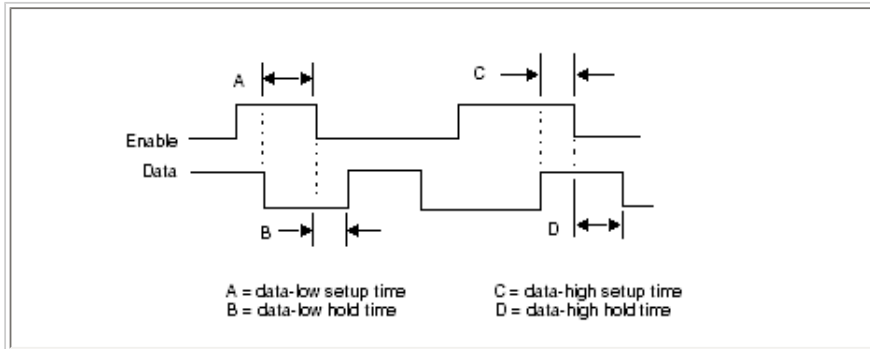 A
C
Enable
Data
B
D
A = data-low setup time
B = data-low hold time
C = data-high setup time
D = data-high hold time